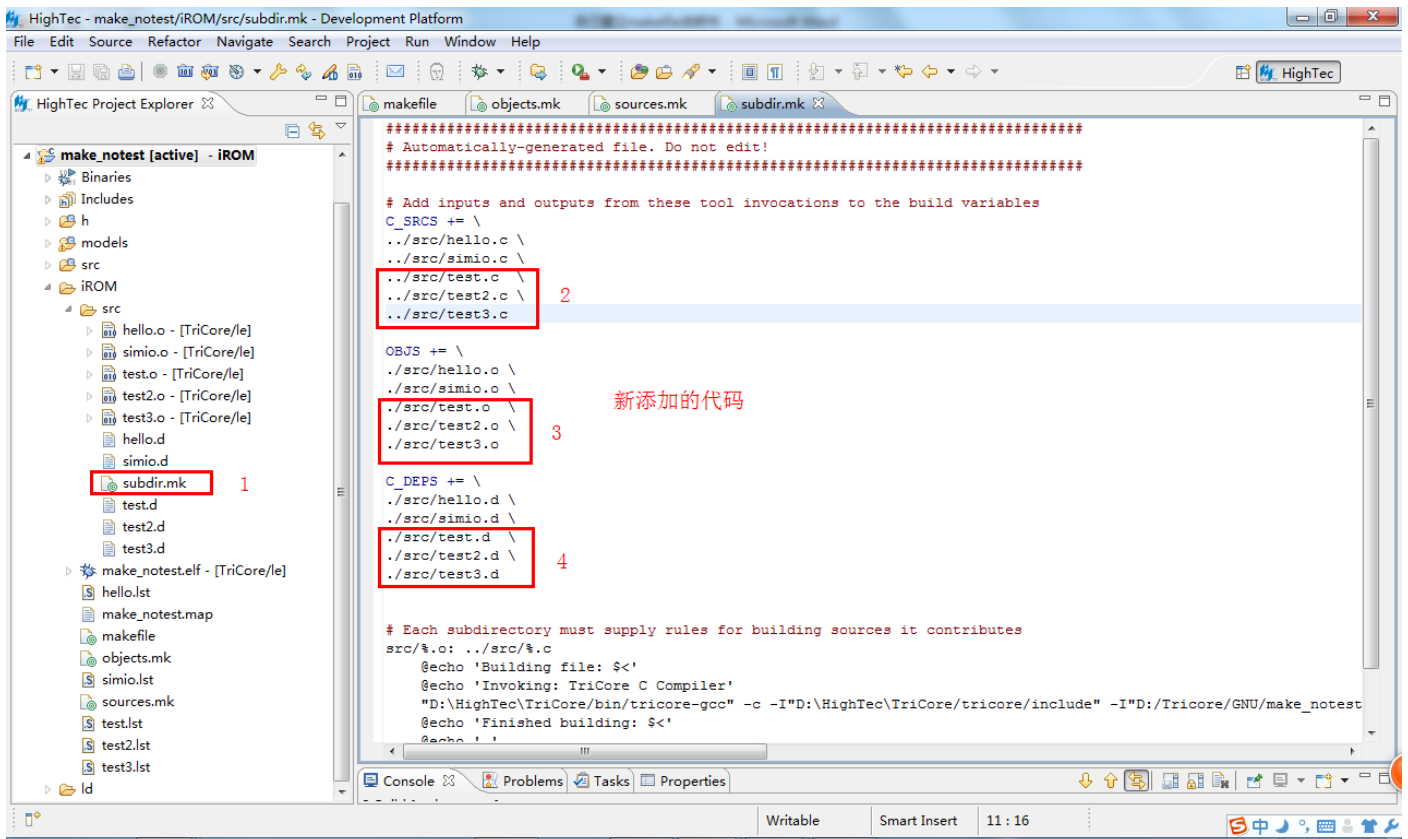 HighTec - make_notest/iROM/src/subdir.mk - Development Platform
File Edit Source Refactor Navigate Search Project Run Window Help
HighTec
HighTec Project Explorer
make_notest [active] - iROM
Binaries
Includes
h
models
src
iROM
src
hello.o - [TriCore/le]
simio.o - [TriCore/le]
test.o - [TriCore/le]
test2.o - [TriCore/le]
test3.o - [TriCore/le]
hello.d
simio.d
subdir.mk 1
test.d
test2.d
test3.d
make_notest.elf - [TriCore/le]
hello.lst
make_notest.map
makefile
objects.mk
simio.lst
sources.mk
test.lst
test2.lst
test3.lst
ld
makefile objects.mk sources.mk subdir.mk
################################################################################
# Automatically-generated file. Do not edit!
################################################################################
# Add inputs and outputs from these tool invocations to the build variables
C_SRCS += \
../src/hello.c \
../src/simio.c \
../src/test.c \
../src/test2.c \ 2
../src/test3.c
OBJS += \
./src/hello.o \
./src/simio.o \
新添加的代码
./src/test.o \
./src/test2.o \ 3
./src/test3.o
C_DEPS += \
./src/hello.d \
./src/simio.d \
./src/test.d \
./src/test2.d \ 4
./src/test3.d
# Each subdirectory must supply rules for building sources it contributes
src/%.o: ../src/%.c
@echo 'Building file: $<'
@echo 'Invoking: TriCore C Compiler'
"D:\HighTec\TriCore/bin/tricore-gcc" -c -I"D:\HighTec\TriCore/tricore/include" -I"D:/Tricore/GNU/make_notest
@echo 'Finished building: $<'
@echo ' '
Console Problems Tasks Properties
Writable Smart Insert 11 : 16
中